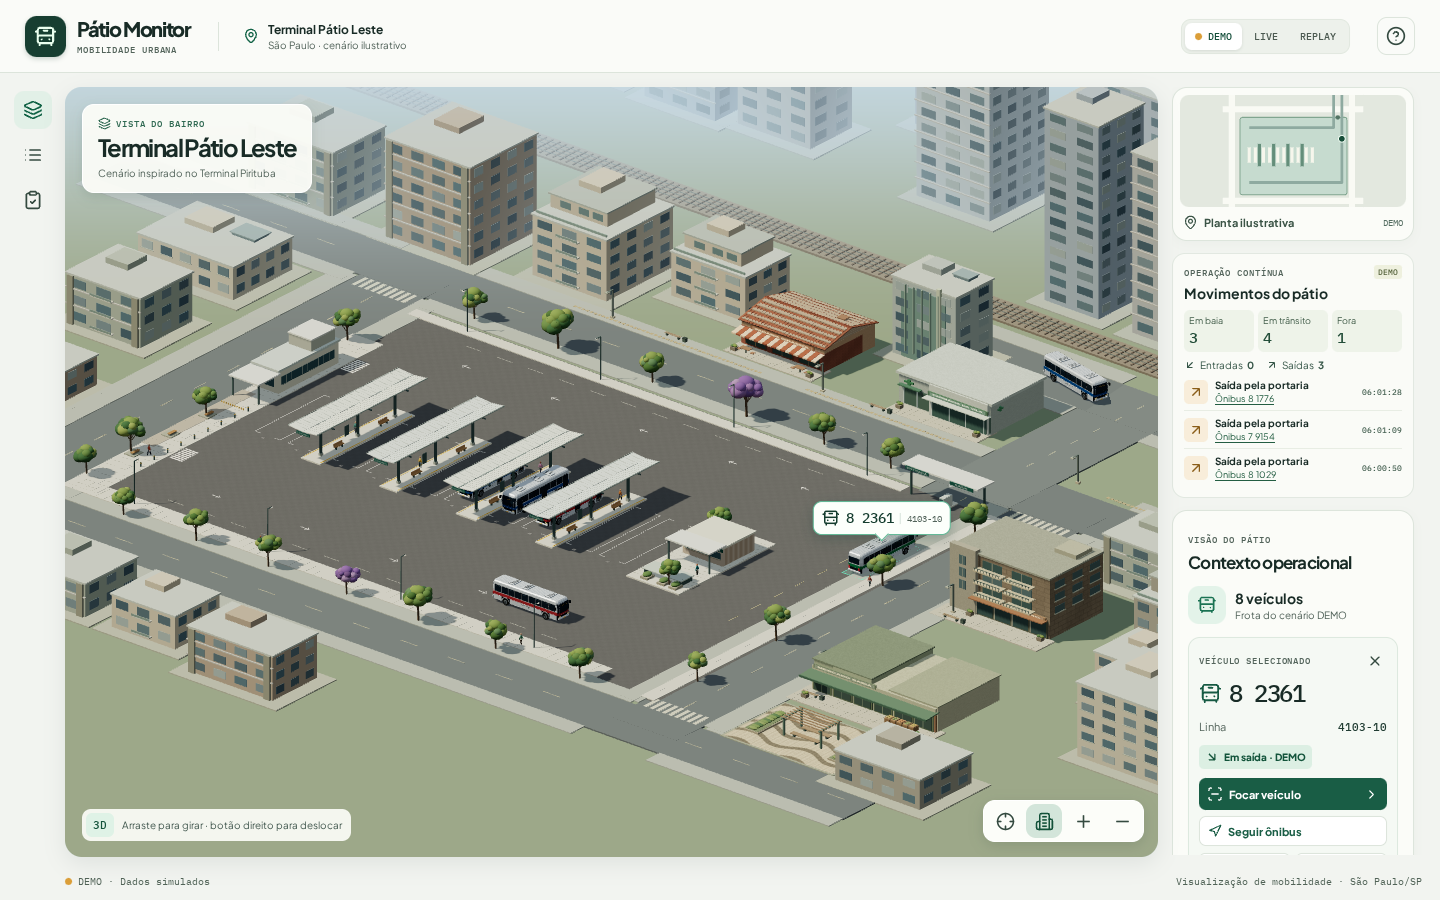 Pátio Monitor
MOBILIDADE URBANA
Terminal Pátio Leste
São Paulo · cenário ilustrativo
DEMO
LIVE
REPLAY
VISTA DO BAIRRO
Terminal Pátio Leste
Cenário inspirado no Terminal Pirituba
8 2361
4103-10
3D
Arraste para girar · botão direito para deslocar
Planta ilustrativa
DEMO
OPERAÇÃO CONTÍNUA
DEMO
Movimentos do pátio
Em baia
3
Em trânsito
4
Fora
1
Entradas 0
Saídas 3
Saída pela portaria
Ônibus 8 1776
06:01:28
Saída pela portaria
Ônibus 7 9154
06:01:09
Saída pela portaria
Ônibus 8 1029
06:00:50
VISÃO DO PÁTIO
Contexto operacional
8 veículos
Frota do cenário DEMO
VEÍCULO SELECIONADO
8 2361
Linha
4103-10
Em saída · DEMO
Focar veículo
Seguir ônibus
DEMO · Dados simulados
Visualização de mobilidade · São Paulo/SP